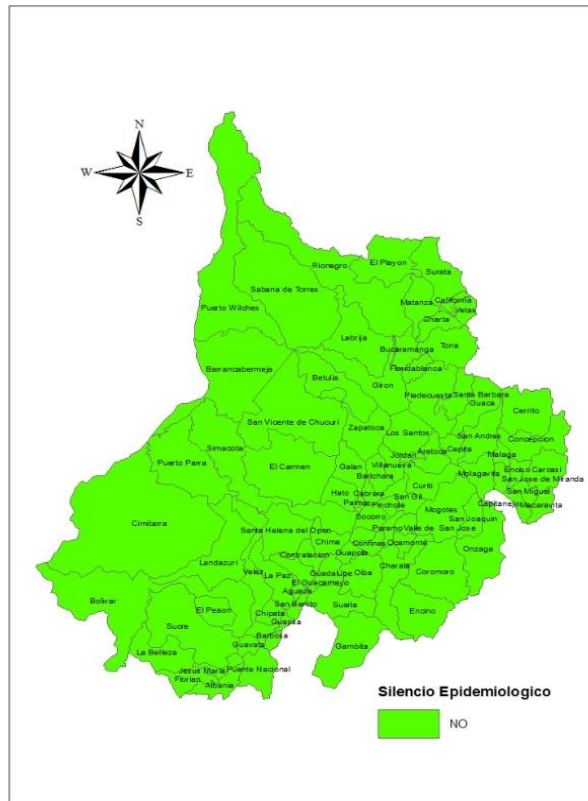 N
W E
S
Rionegro
El Playon
Surata
Sabana de Torres
Puerto Wilches
Matanza
California
Vetas
Charta
Lebrija
Bucaramanga
Tona
Floridablanca
Barrancabermeja
Betulia
Giron
Piedecuesta
Santa Barbara
Guaca
Cerrito
San Vicente de Chucuri
Zapatoca
Los Santos
San Andres
Concepcion
Simacota
Jordan
Aratoca
Cepita
Malaga
Puerto Parra
El Carmen
Galan
Villanueva
Barichara
Molagavita
Enciso
Carcasi
San Jose de Miranda
Curiti
San Miguel
Hato
Cabrera
San Gil
Palmar
Pinchote
Mogotes
Capitanejo
Macaravita
Cimitarra
Socorro
San Joaquin
Santa Helena del Opon
Paramo
Valle de San Jose
Chima
Confines
Ocamonte
Onzaga
Contratacion
Guapota
Landazuri
Charala
Velez
La Paz
Guadalupe
Oiba
Coromoro
El Guacamayo
Bolivar
Aguada
San Benito
Suaita
El Peñon
Chipata
Encino
Sucre
Guepsa
Barbosa
Guavata
Gambita
La Belleza
Jesus Maria
Puente Nacional
Florian
Albania
Silencio Epidemiologico
NO